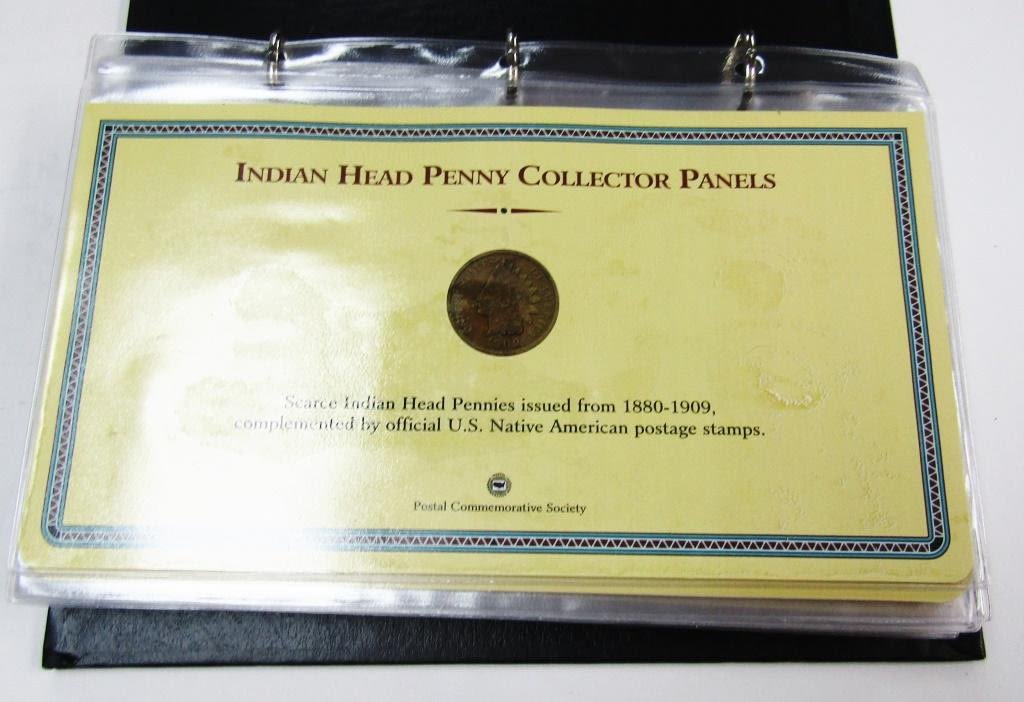 INDIAN HEAD PENNY COLLECTOR PANELS
Scarce Indian Head Pennies issued from 1880-1909,
complemented by official U.S. Native American postage stamps.
Postal Commemorative Society